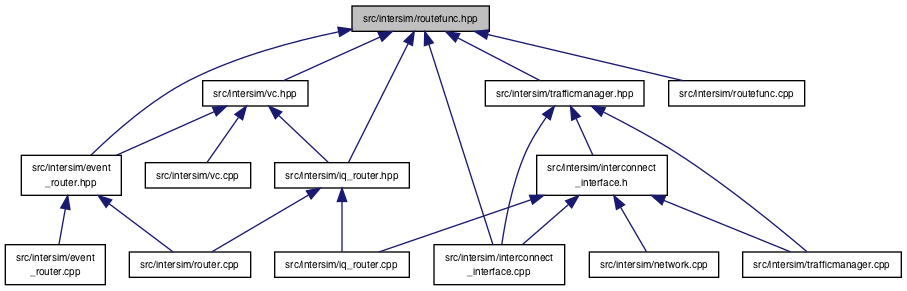 src/intersim/routefunc.hpp
src/intersim/vc.hpp
src/intersim/trafficmanager.hpp
src/intersim/routefunc.cpp
src/intersim/event
_router.hpp
src/intersim/vc.cpp
src/intersim/iq_router.hpp
src/intersim/interconnect
_interface.h
src/intersim/event
_router.cpp
src/intersim/router.cpp
src/intersim/iq_router.cpp
src/intersim/interconnect
_interface.cpp
src/intersim/network.cpp
src/intersim/trafficmanager.cpp